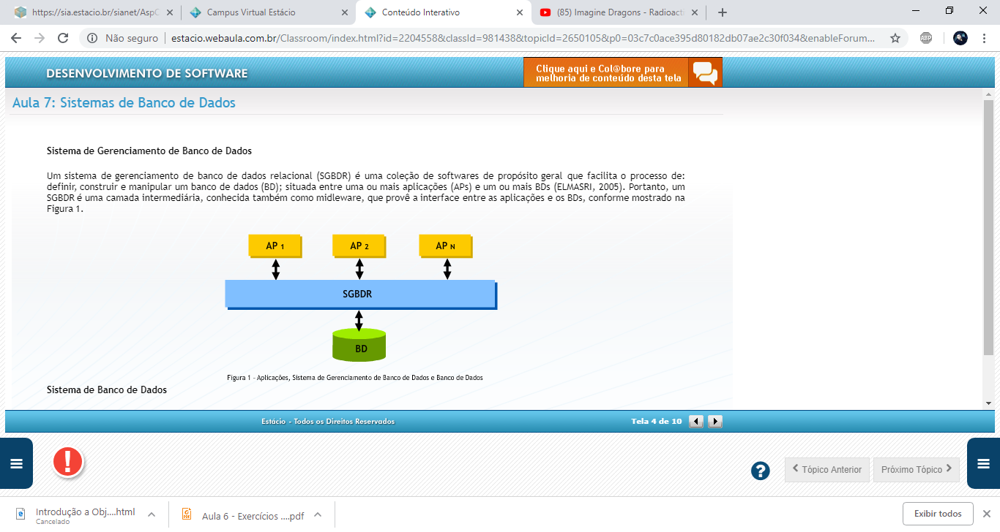 https://sia.estacio.br/sianet/AspC
Campus Virtual Estácio
Conteúdo Interativo
(85) Imagine Dragons - Radioacti
Não seguro
estacio.webaula.com.br/Classroom/index.html?id=2204558&classId=981438&topicId=2650105&p0=03c7c0ace395d80182db07ae2c30f034&enableForum...
ABP
DESENVOLVIMENTO DE SOFTWARE
Clique aqui e Col@bore para
melhoria de conteúdo desta tela
Aula 7: Sistemas de Banco de Dados
Sistema de Gerenciamento de Banco de Dados
Um sistema de gerenciamento de banco de dados relacional (SGBDR) é uma coleção de softwares de propósito geral que facilita o processo de:
definir, construir e manipular um banco de dados (BD); situada entre uma ou mais aplicações (APs) e um ou mais BDs (ELMASRI, 2005). Portanto, um
SGBDR é uma camada intermediária, conhecida também como midleware, que provê a interface entre as aplicações e os BDs, conforme mostrado na
Figura 1.
AP 1
AP 2
AP N
SGBDR
BD
Figura 1 - Aplicações, Sistema de Gerenciamento de Banco de Dados e Banco de Dados
Sistema de Banco de Dados
Estácio - Todos os Direitos Reservados
Tela 4 de 10
!
?
Tópico Anterior
Próximo Tópico
Introdução a Obj....html
Cancelado
Aula 6 - Exercícios ....pdf
Exibir todos